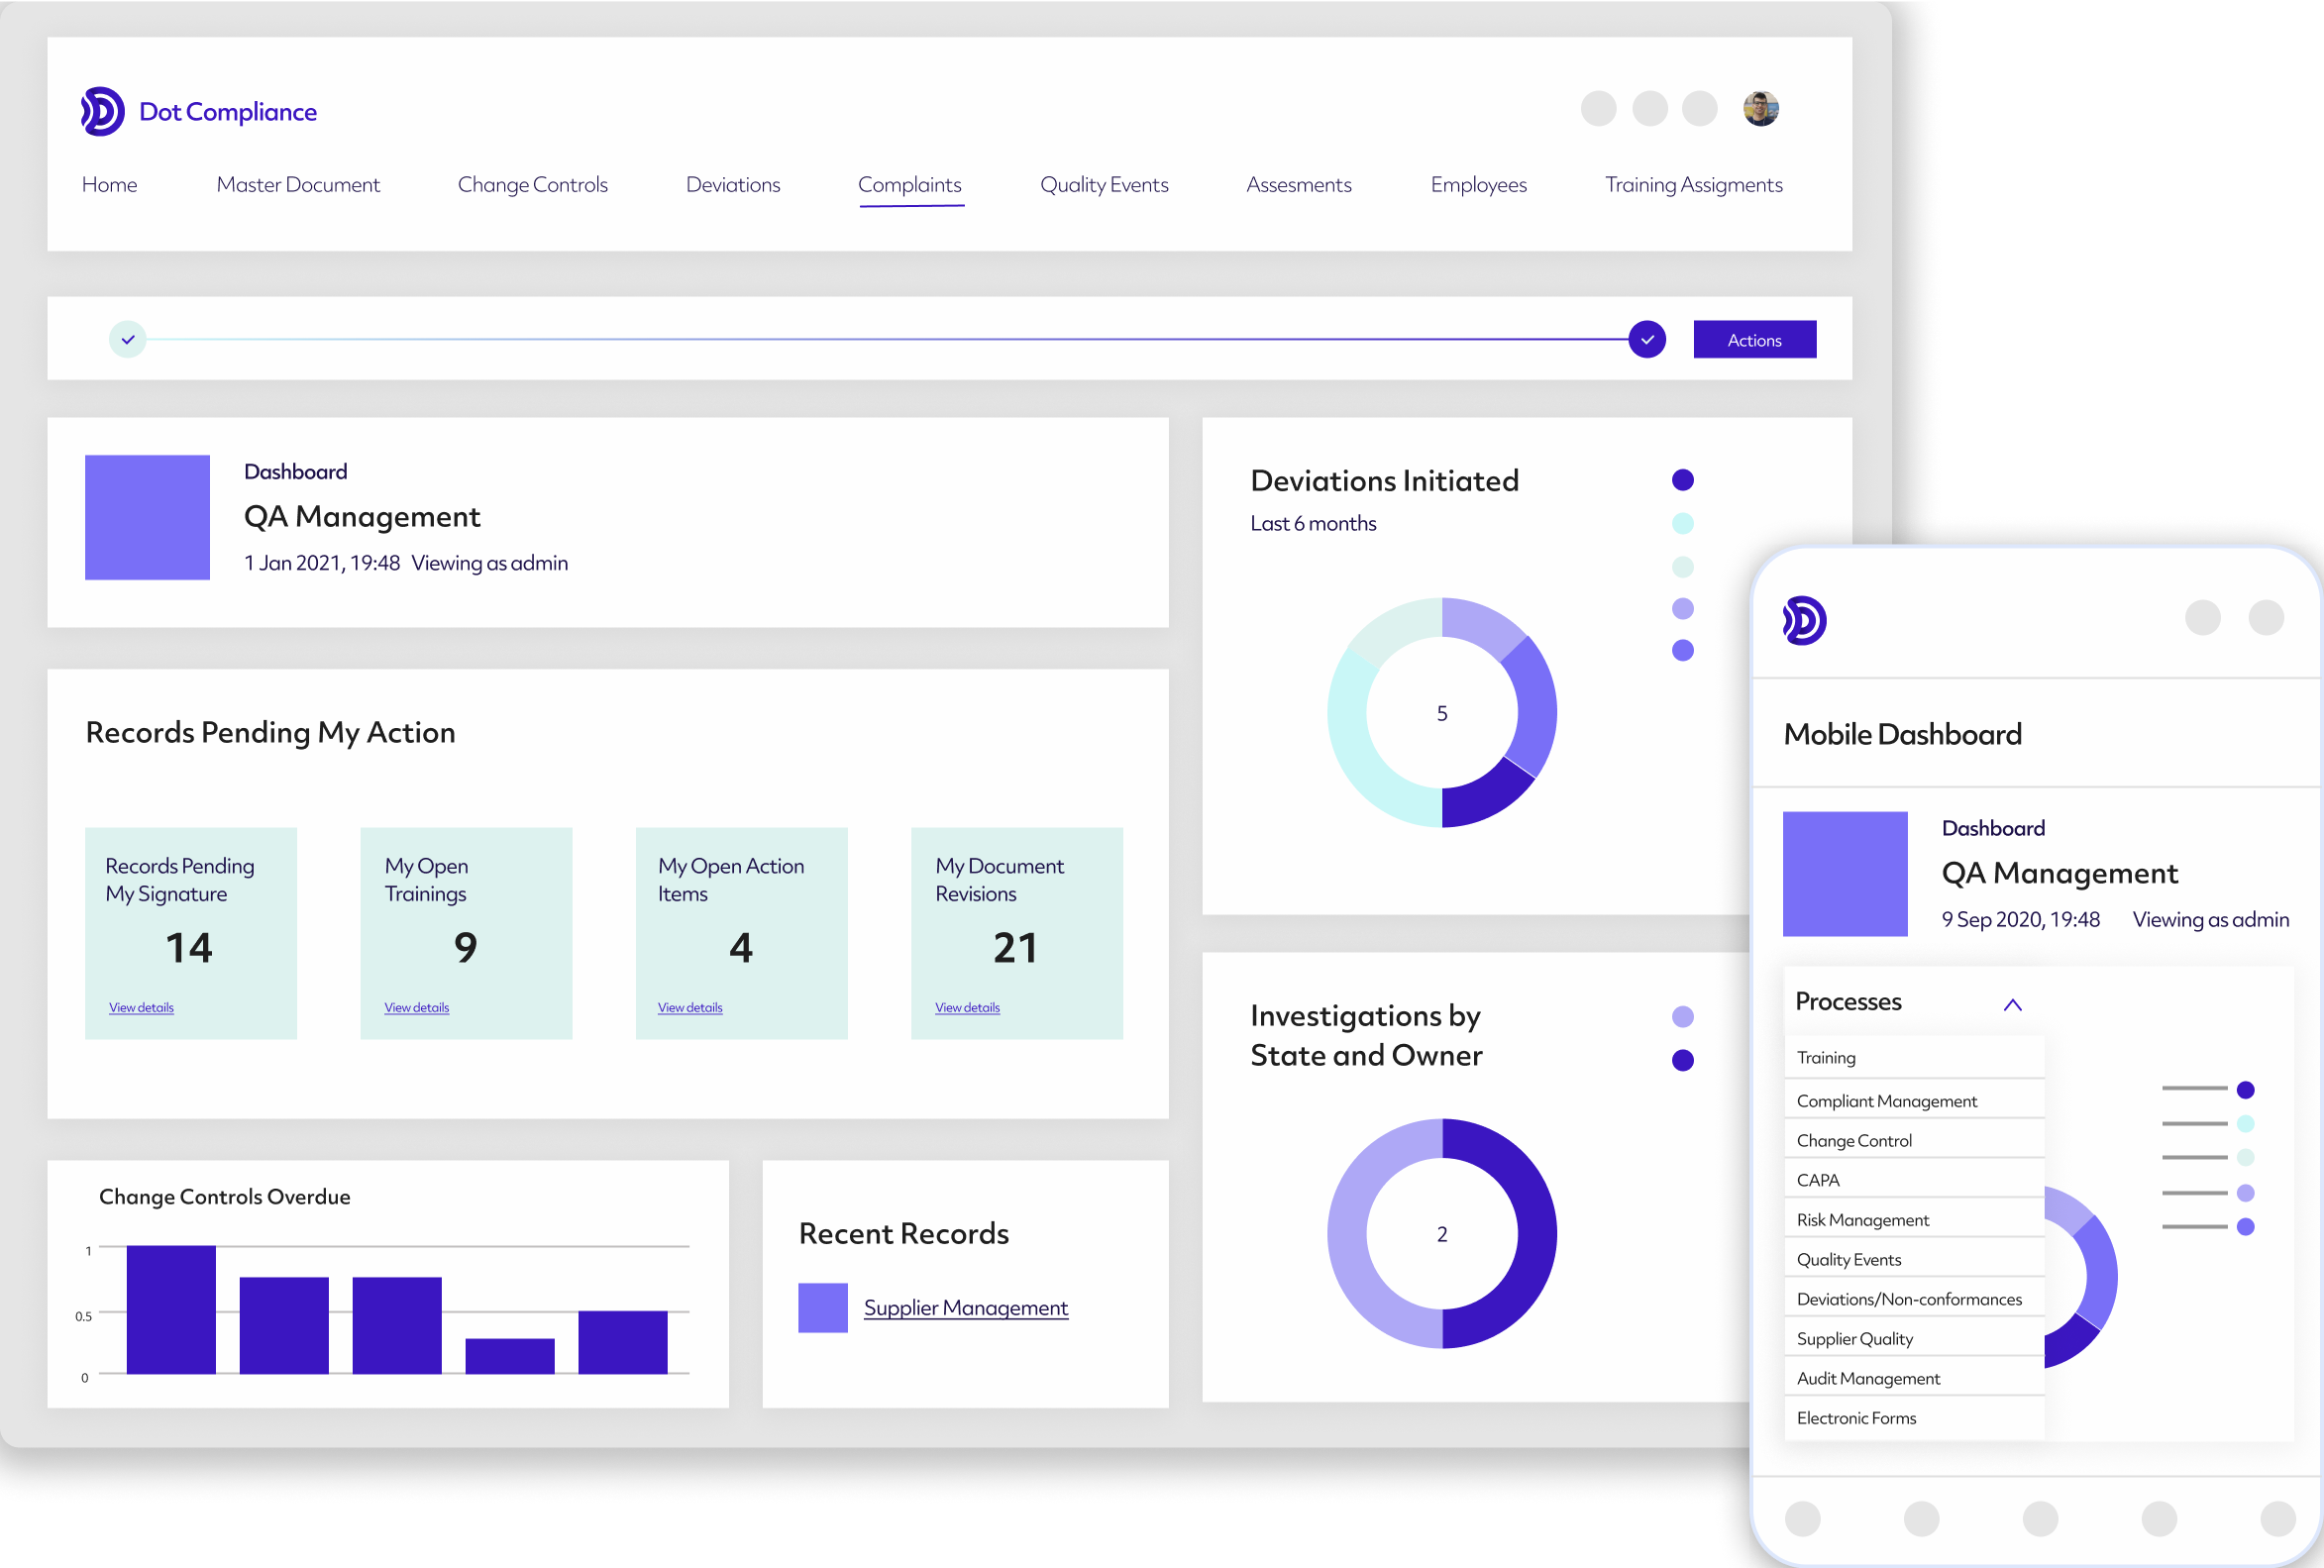 Dot Compliance
Home
Master Document
Change Controls
Deviations
Complaints
Quality Events
Assesments
Employees
Training Assigments
Actions
Dashboard
QA Management
1 Jan 2021, 19:48 Viewing as admin
Records Pending My Action
Records Pending
My Signature
14
View details
My Open
Trainings
9
View details
My Open Action
Items
4
View details
My Document
Revisions
21
View details
Change Controls Overdue
1
0.5
0
Recent Records
Supplier Management
Deviations Initiated
Last 6 months
5
Investigations by
State and Owner
2
Mobile Dashboard
Dashboard
QA Management
9 Sep 2020, 19:48 Viewing as admin
Processes
Training
Compliant Management
Change Control
CAPA
Risk Management
Quality Events
Deviations/Non-conformances
Supplier Quality
Audit Management
Electronic Forms